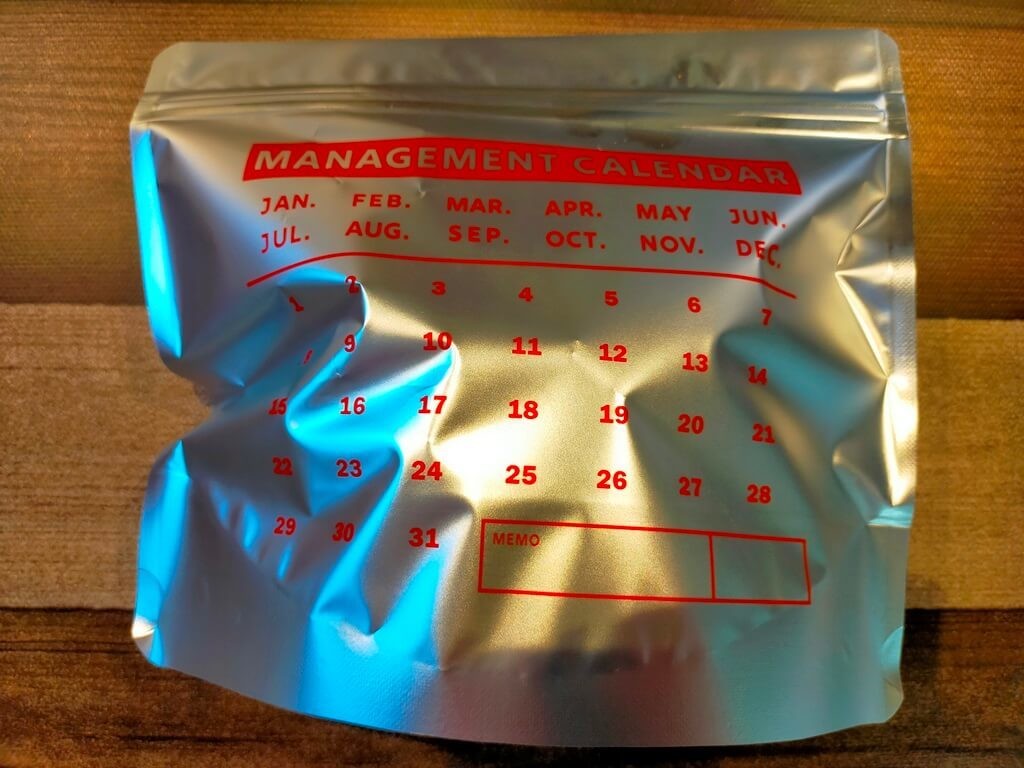 MANAGEMENT CALENDAR
JAN. FEB. MAR. APR. MAY JUN.
JUL. AUG. SEP. OCT. NOV. DEC.
1 2 3 4 5 6 7
9 10 11 12 13 14
15 16 17 18 19 20 21
22 23 24 25 26 27 28
29 30 31
MEMO